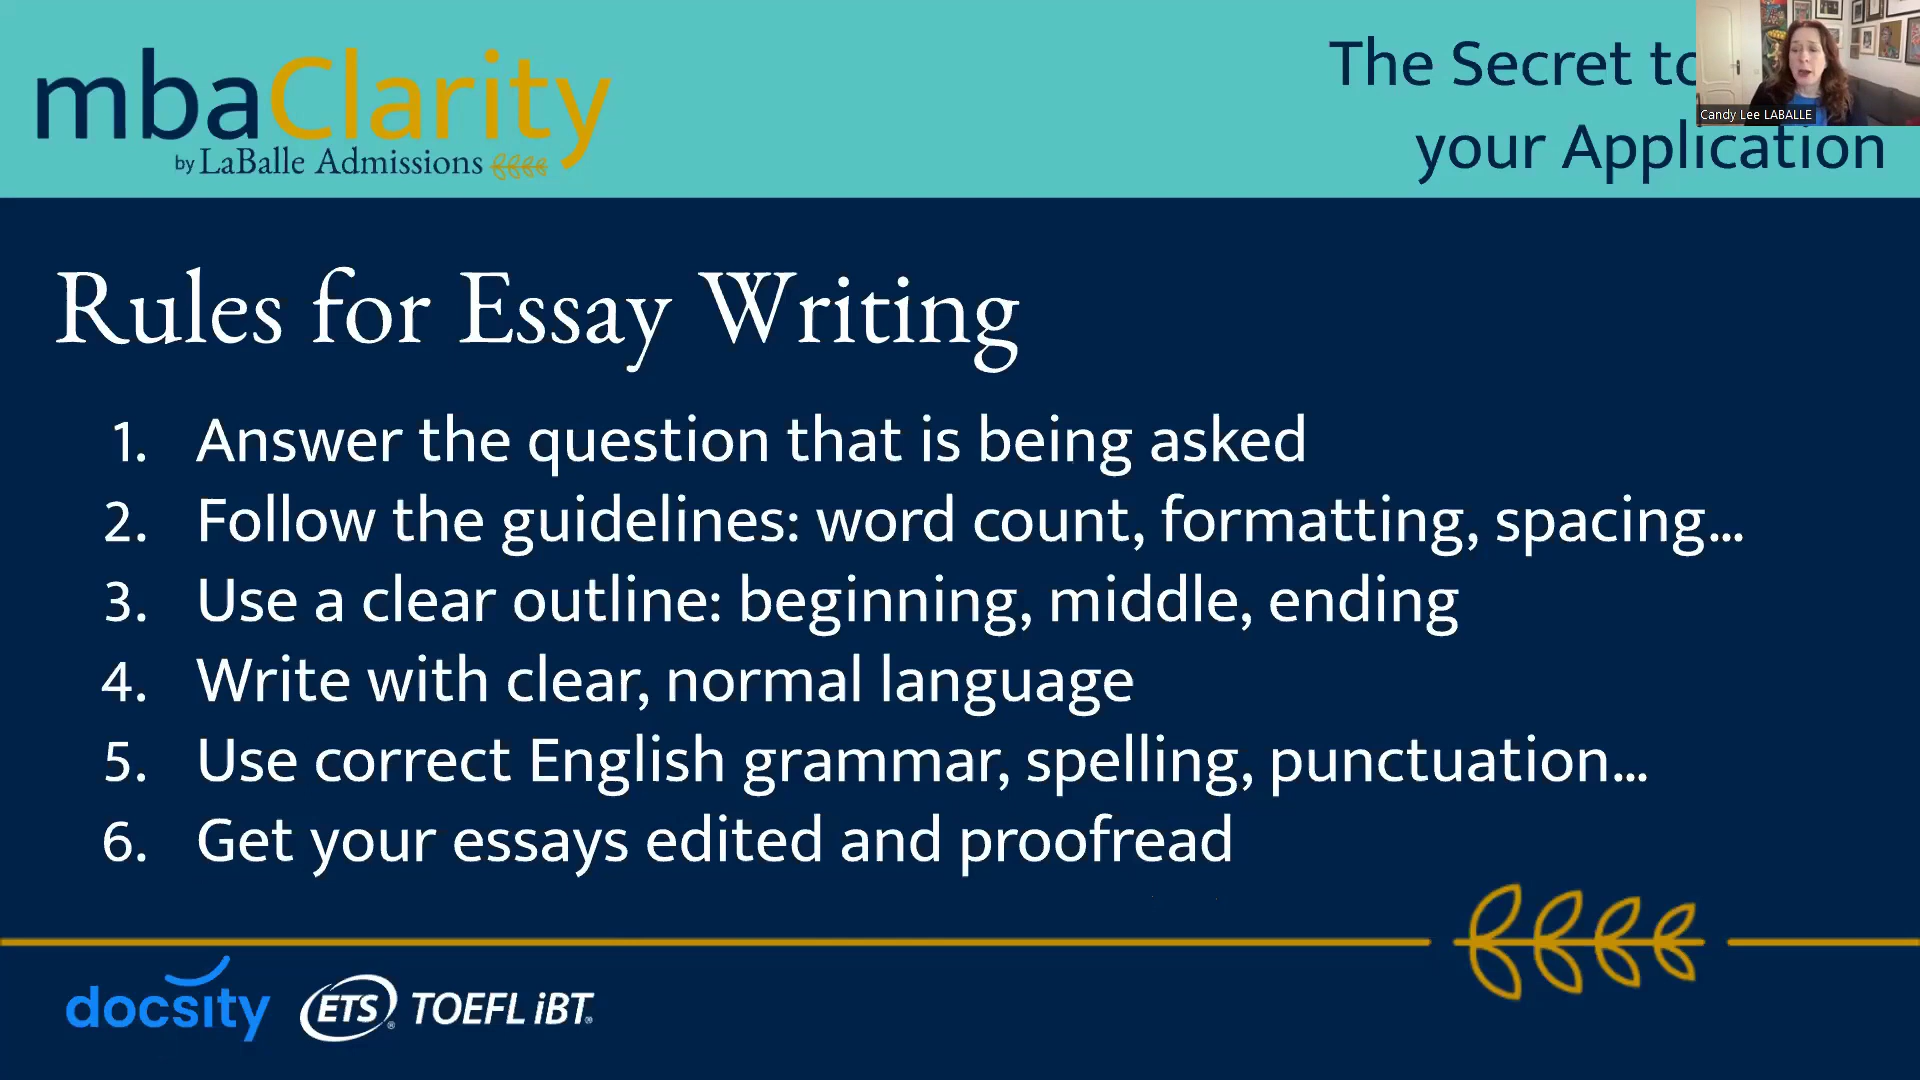 mbaClarity
by LaBalle Admissions
The Secret to
your Application
Candy Lee LABALLE
Rules for Essay Writing
1. Answer the question that is being asked
2. Follow the guidelines: word count, formatting, spacing...
3. Use a clear outline: beginning, middle, ending
4. Write with clear, normal language
5. Use correct English grammar, spelling, punctuation...
6. Get your essays edited and proofread
docsity
ETS® TOEFL iBT®